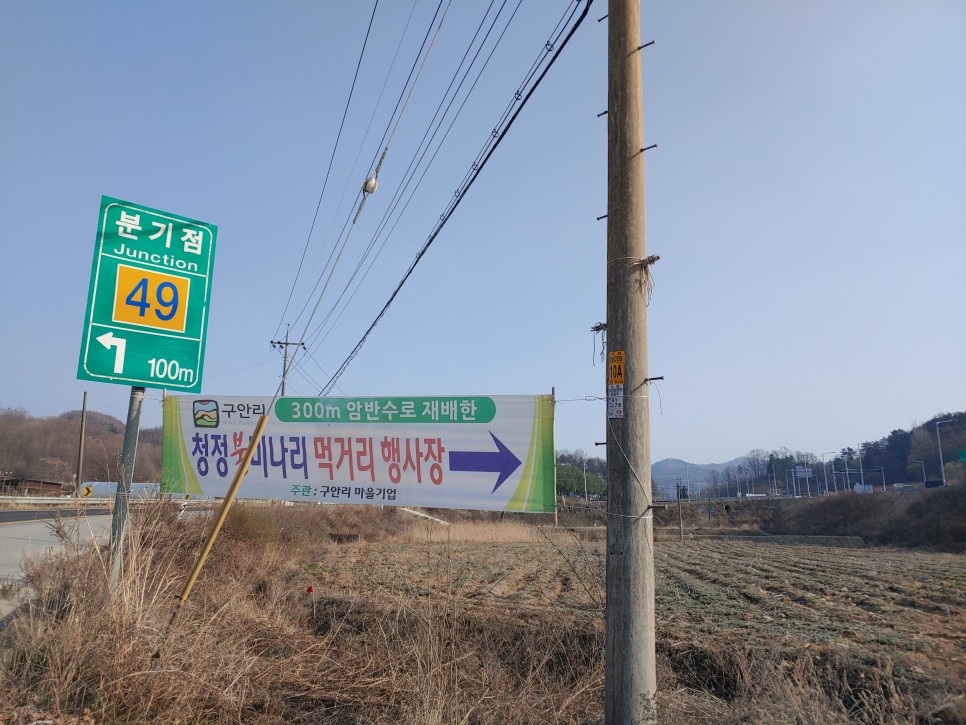 분기점
Junction
49
100m
구안리
300m 암반수로 재배한
청정북미나리 먹거리 행사장
주관 : 구안리 마을기업
10A